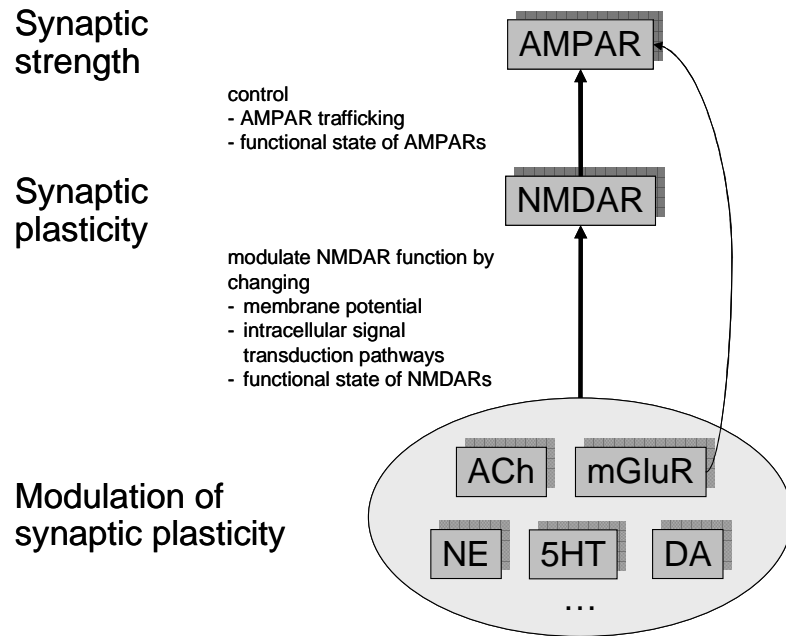 Synaptic
strength
AMPAR
control
- AMPAR trafficking
- functional state of AMPARs
Synaptic
plasticity
NMDAR
modulate NMDAR function by
changing
- membrane potential
- intracellular signal
transduction pathways
- functional state of NMDARs
Modulation of
synaptic plasticity
ACh
mGluR
NE
5HT
DA
…